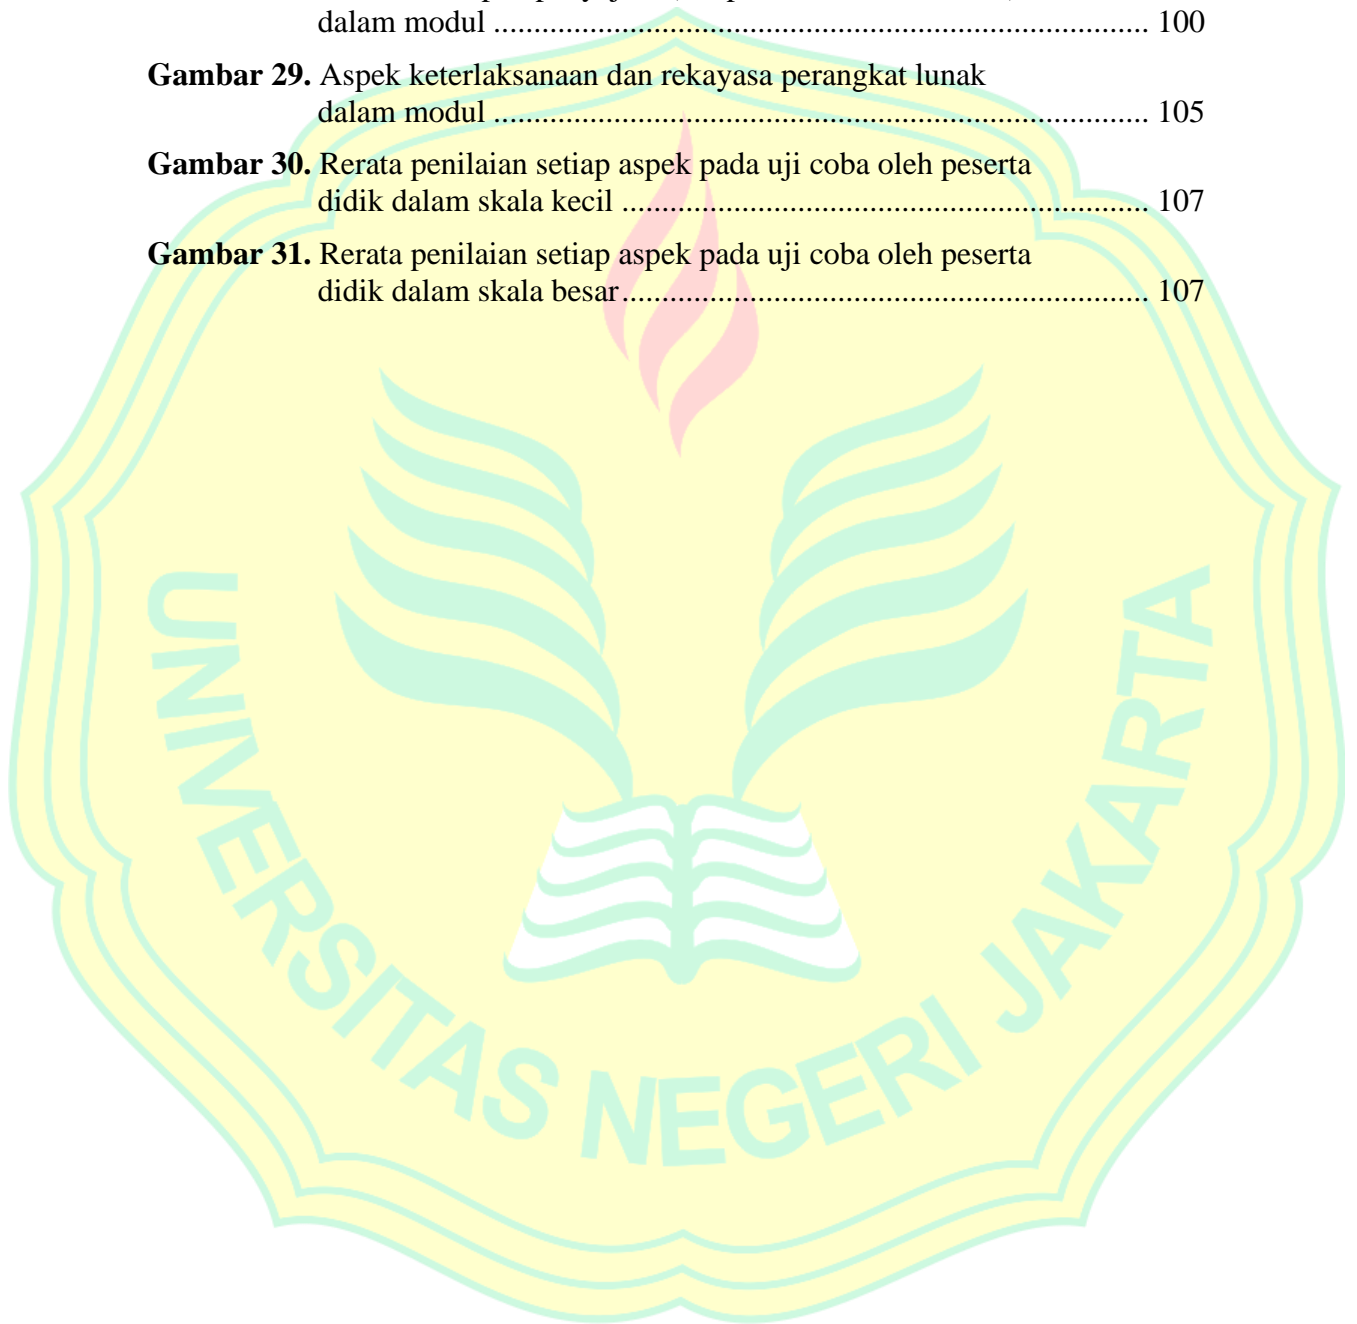 dalam modul ................................................................................. 100
Gambar 29. Aspek keterlaksanaan dan rekayasa perangkat lunak
dalam modul ................................................................................. 105
Gambar 30. Rerata penilaian setiap aspek pada uji coba oleh peserta
didik dalam skala kecil ................................................................. 107
Gambar 31. Rerata penilaian setiap aspek pada uji coba oleh peserta
didik dalam skala besar ................................................................. 107
UNIVERSITAS NEGERI JAKARTA